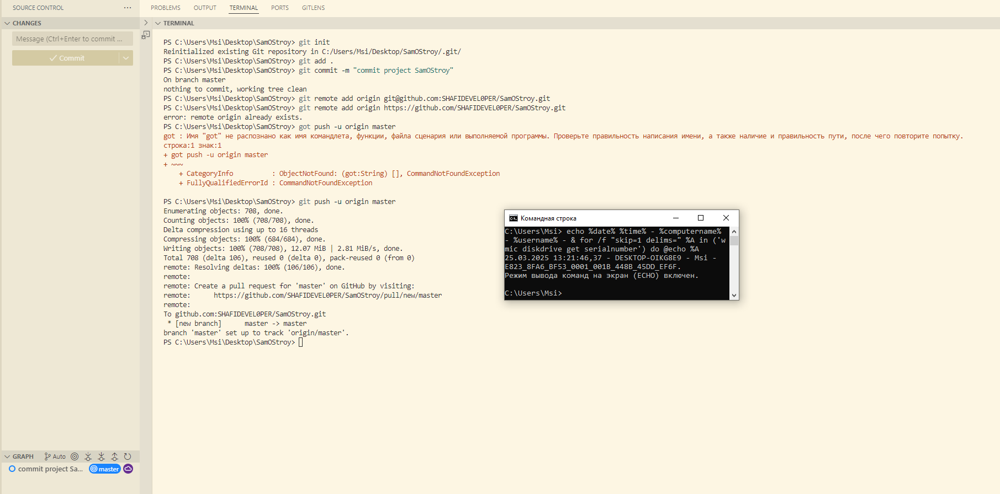 SOURCE CONTROL
PROBLEMS OUTPUT TERMINAL PORTS GITLENS
CHANGES
TERMINAL
Message (Ctrl+Enter to commit ...
Commit
PS C:\Users\Msi\Desktop\SamOStroy> git init
Reinitialized existing Git repository in C:/Users/Msi/Desktop/SamOStroy/.git/
PS C:\Users\Msi\Desktop\SamOStroy> git add .
PS C:\Users\Msi\Desktop\SamOStroy> git commit -m "commit project SamOStroy"
On branch master
nothing to commit, working tree clean
PS C:\Users\Msi\Desktop\SamOStroy> git remote add origin git@github.com:SHAFIDEVEL0PER/SamOStroy.git
PS C:\Users\Msi\Desktop\SamOStroy> git remote add origin https://github.com/SHAFIDEVEL0PER/SamOStroy.git
error: remote origin already exists.
PS C:\Users\Msi\Desktop\SamOStroy> got push -u origin master
got : Имя "got" не распознано как имя командлета, функции, файла сценария или выполняемой программы. Проверьте правильность написания имени, а также наличие и правильность пути, после чего повторите попытку.
строка:1 знак:1
+ got push -u origin master
+ ~~~
+ CategoryInfo : ObjectNotFound: (got:String) [], CommandNotFoundException
+ FullyQualifiedErrorId : CommandNotFoundException
PS C:\Users\Msi\Desktop\SamOStroy> git push -u origin master
Enumerating objects: 708, done.
Counting objects: 100% (708/708), done.
Delta compression using up to 16 threads
Compressing objects: 100% (684/684), done.
Writing objects: 100% (708/708), 12.07 MiB | 2.81 MiB/s, done.
Total 708 (delta 106), reused 0 (delta 0), pack-reused 0 (from 0)
remote: Resolving deltas: 100% (106/106), done.
remote:
remote: Create a pull request for 'master' on GitHub by visiting:
remote: https://github.com/SHAFIDEVEL0PER/SamOStroy/pull/new/master
remote:
To github.com:SHAFIDEVEL0PER/SamOStroy.git
* [new branch] master -> master
branch 'master' set up to track 'origin/master'.
PS C:\Users\Msi\Desktop\SamOStroy>
Командная строка
C:\Users\Msi> echo %date% %time% - %computername%
- %username% - & for /f "skip=1 delims=" %A in ('w
mic diskdrive get serialnumber') do @echo %A
25.03.2025 13:21:46,37 - DESKTOP-OIKG8E9 - Msi -
E823_8FA6_BF53_0001_001B_448B_45DD_EF6F.
Режим вывода команд на экран (ECHO) включен.
C:\Users\Msi>
GRAPH Auto
commit project Sa... master